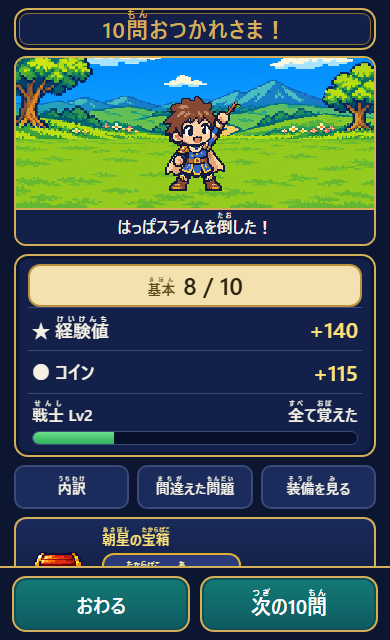 10問おつかれさま！
はっぱスライムを倒した！
基本 8 / 10
★ 経験値 +140
● コイン +115
戦士 Lv2 全て覚えた
内訳 間違えた問題 装備を見る
朝星の宝箱
おわる 次の10問